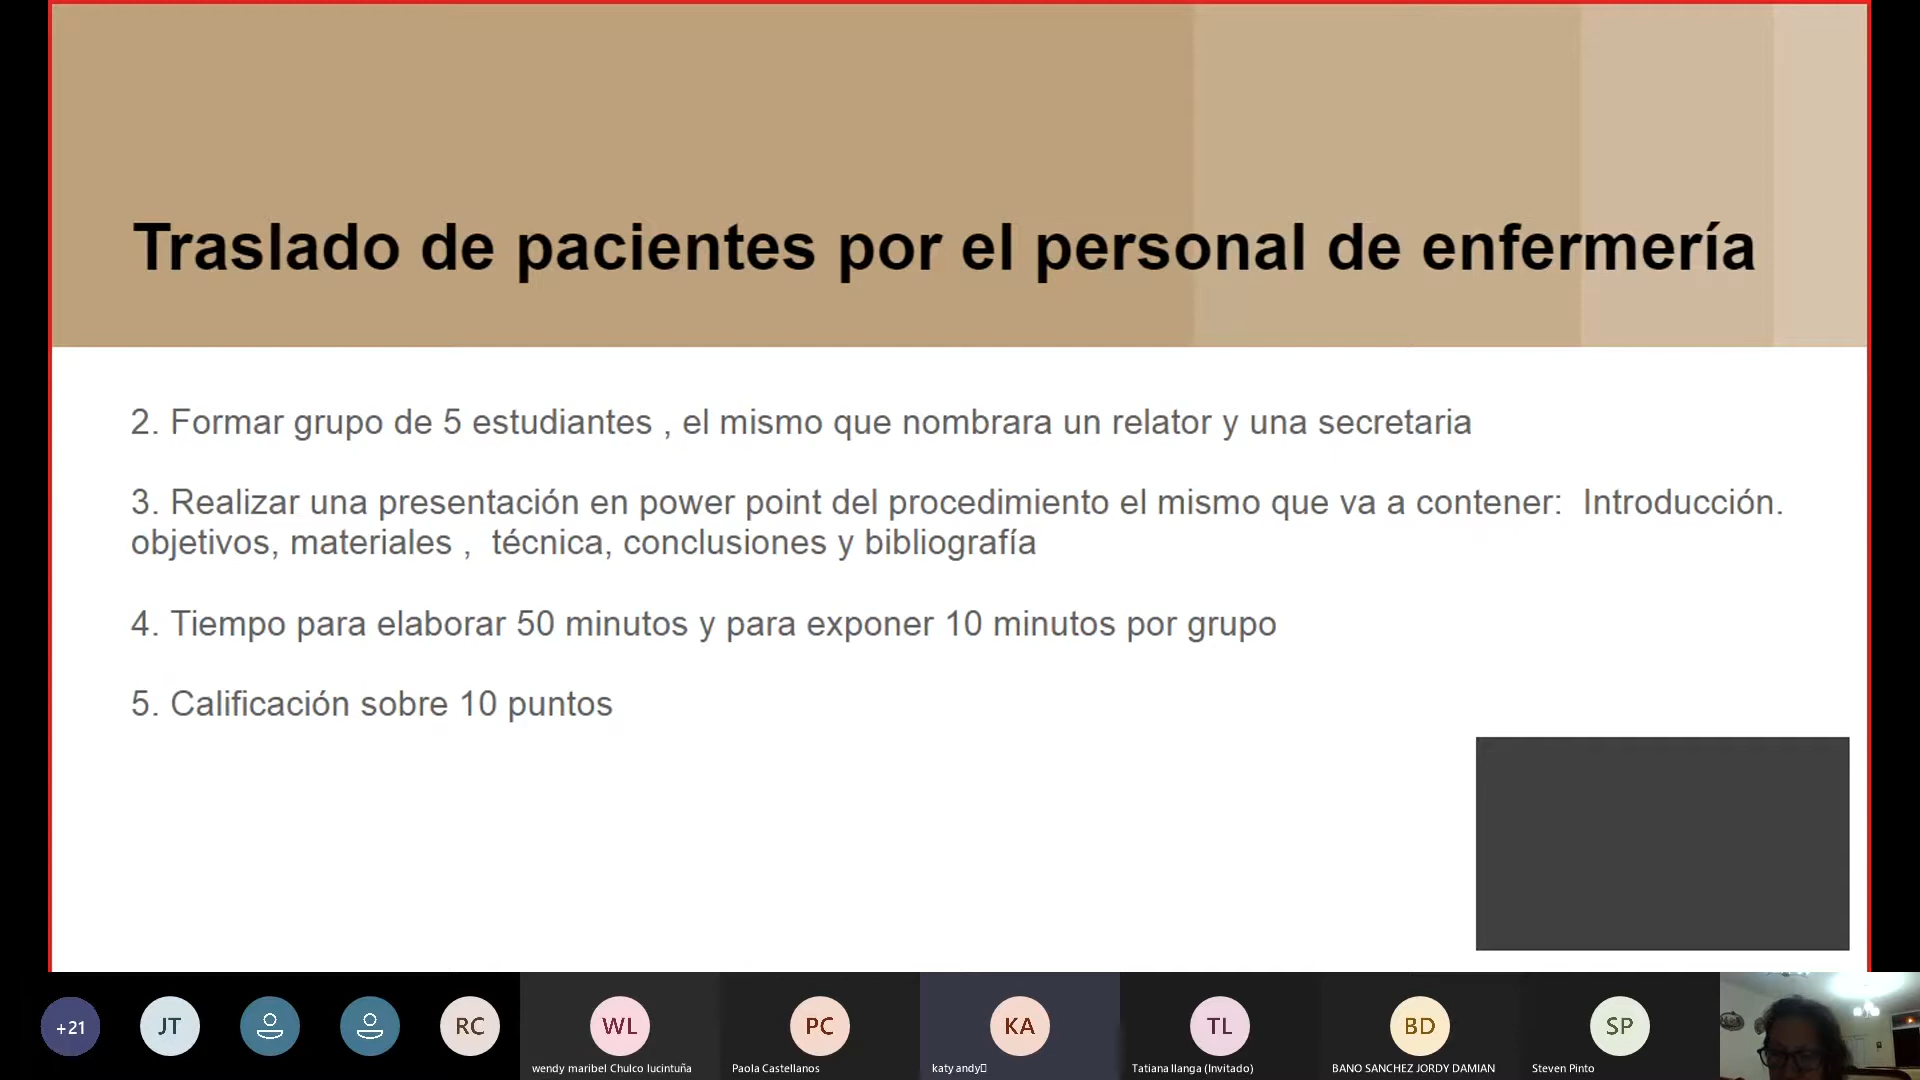 Traslado de pacientes por el personal de enfermería
2. Formar grupo de 5 estudiantes , el mismo que nombrara un relator y una secretaria
3. Realizar una presentación en power point del procedimiento el mismo que va a contener:  Introducción.
objetivos, materiales ,  técnica, conclusiones y bibliografía
4. Tiempo para elaborar 50 minutos y para exponer 10 minutos por grupo
5. Calificación sobre 10 puntos
+21
JT
RC
WL
PC
KA
TL
BD
SP
wendy maribel Chulco lucintuña
Paola Castellanos
katy andy
Tatiana llanga (Invitado)
BANO SANCHEZ JORDY DAMIAN
Steven Pinto